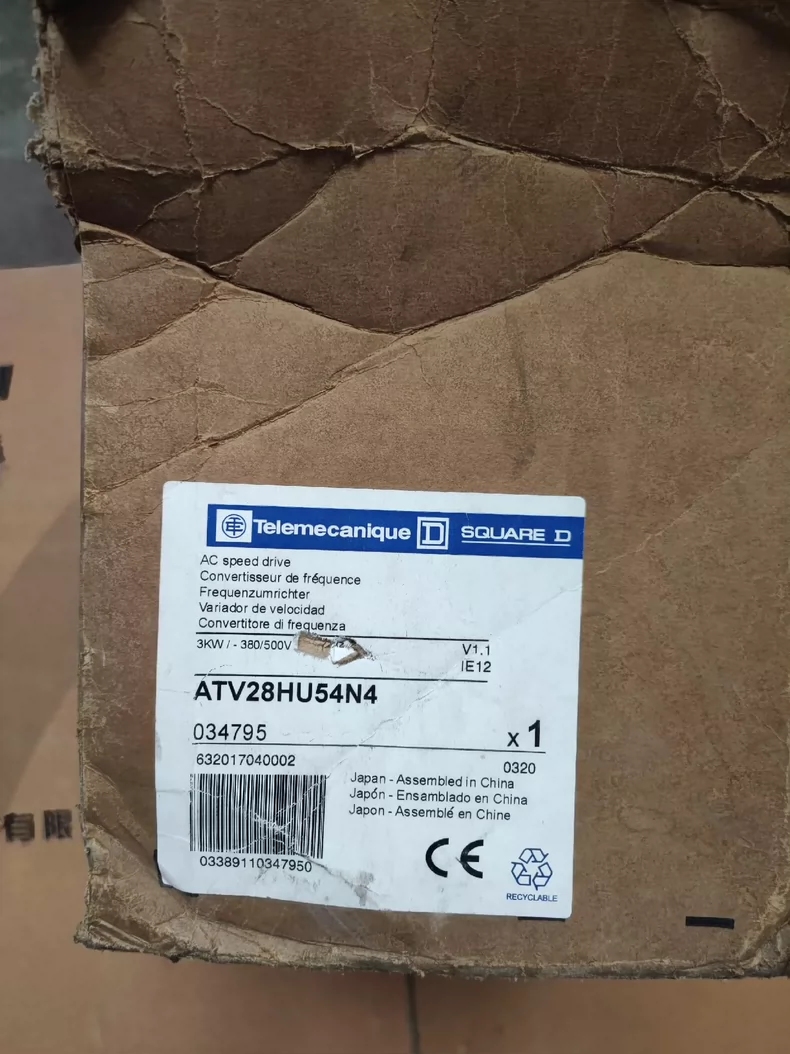 Telemecanique D SQUARE D
AC speed drive
Convertisseur de fréquence
Frequenzumrichter
Variador de velocidad
Convertitore di frequenza
3KW / - 380/500V
V1.1
IE12
ATV28HU54N4
034795
x 1
632017040002
0320
Japan - Assembled in China
Japón - Ensamblado en China
Japon - Assemblé en Chine
03389110347950
CE
RECYCLABLE
有限